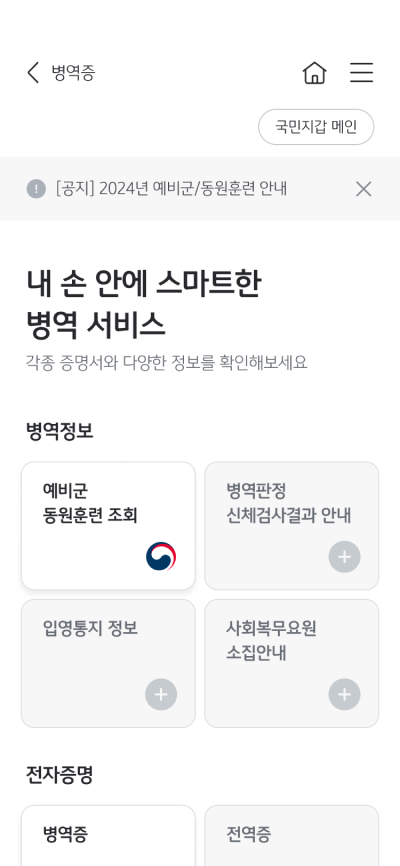 병역증
국민지갑 메인
[공지] 2024년 예비군/동원훈련 안내
내 손 안에 스마트한
병역 서비스
각종 증명서와 다양한 정보를 확인해보세요
병역정보
예비군
동원훈련 조회
병역판정
신체검사결과 안내
입영통지 정보
사회복무요원
소집안내
전자증명
병역증
전역증